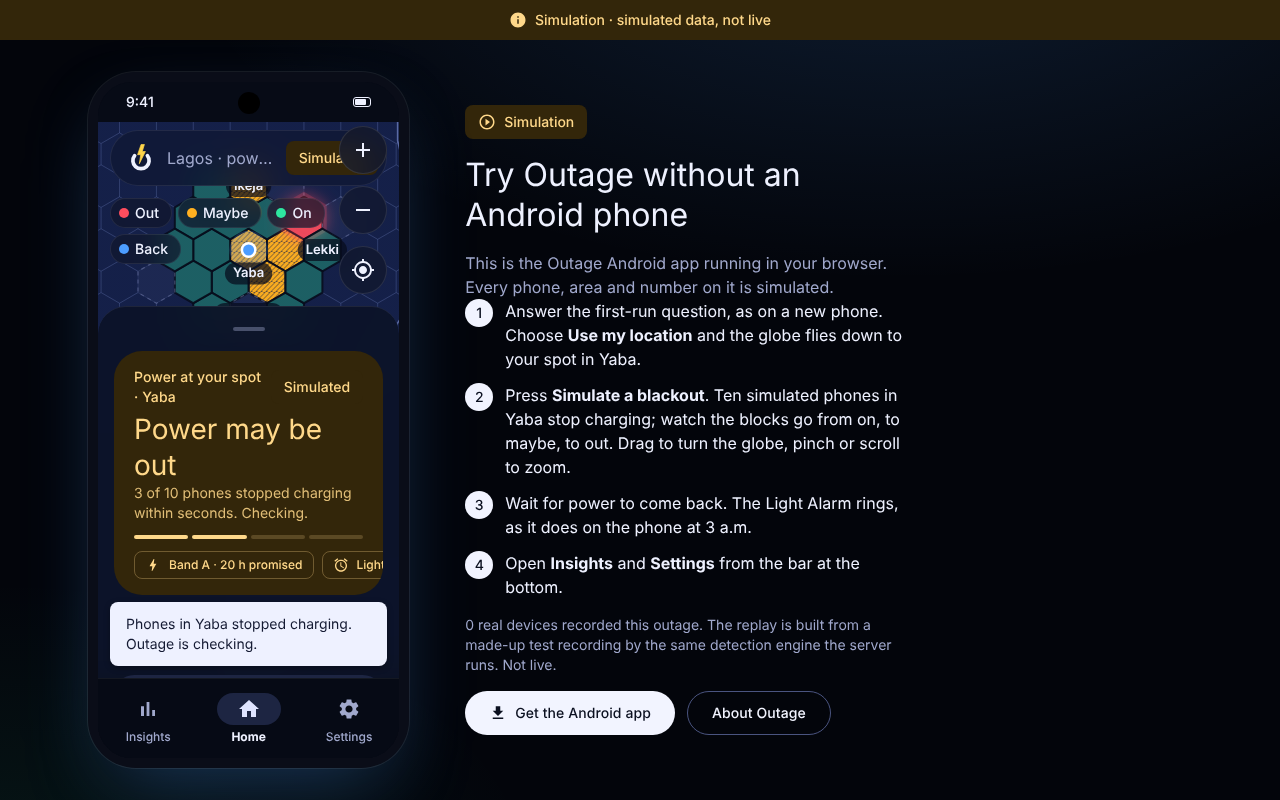 Simulation · simulated data, not live
9:41
Lagos · pow...
Ikeja
Out
Maybe
On
Back
Lekki
Yaba
Power at your spot
· Yaba
Simulated
Power may be
out
3 of 10 phones stopped charging
within seconds. Checking.
Band A · 20 h promised
Phones in Yaba stopped charging.
Outage is checking.
Insights
Home
Settings
Simulation
Try Outage without an
Android phone
This is the Outage Android app running in your browser.
Every phone, area and number on it is simulated.
1 Answer the first-run question, as on a new phone.
Choose Use my location and the globe flies down to
your spot in Yaba.
2 Press Simulate a blackout. Ten simulated phones in
Yaba stop charging; watch the blocks go from on, to
maybe, to out. Drag to turn the globe, pinch or scroll
to zoom.
3 Wait for power to come back. The Light Alarm rings,
as it does on the phone at 3 a.m.
4 Open Insights and Settings from the bar at the
bottom.
0 real devices recorded this outage. The replay is built from a
made-up test recording by the same detection engine the server
runs. Not live.
Get the Android app
About Outage